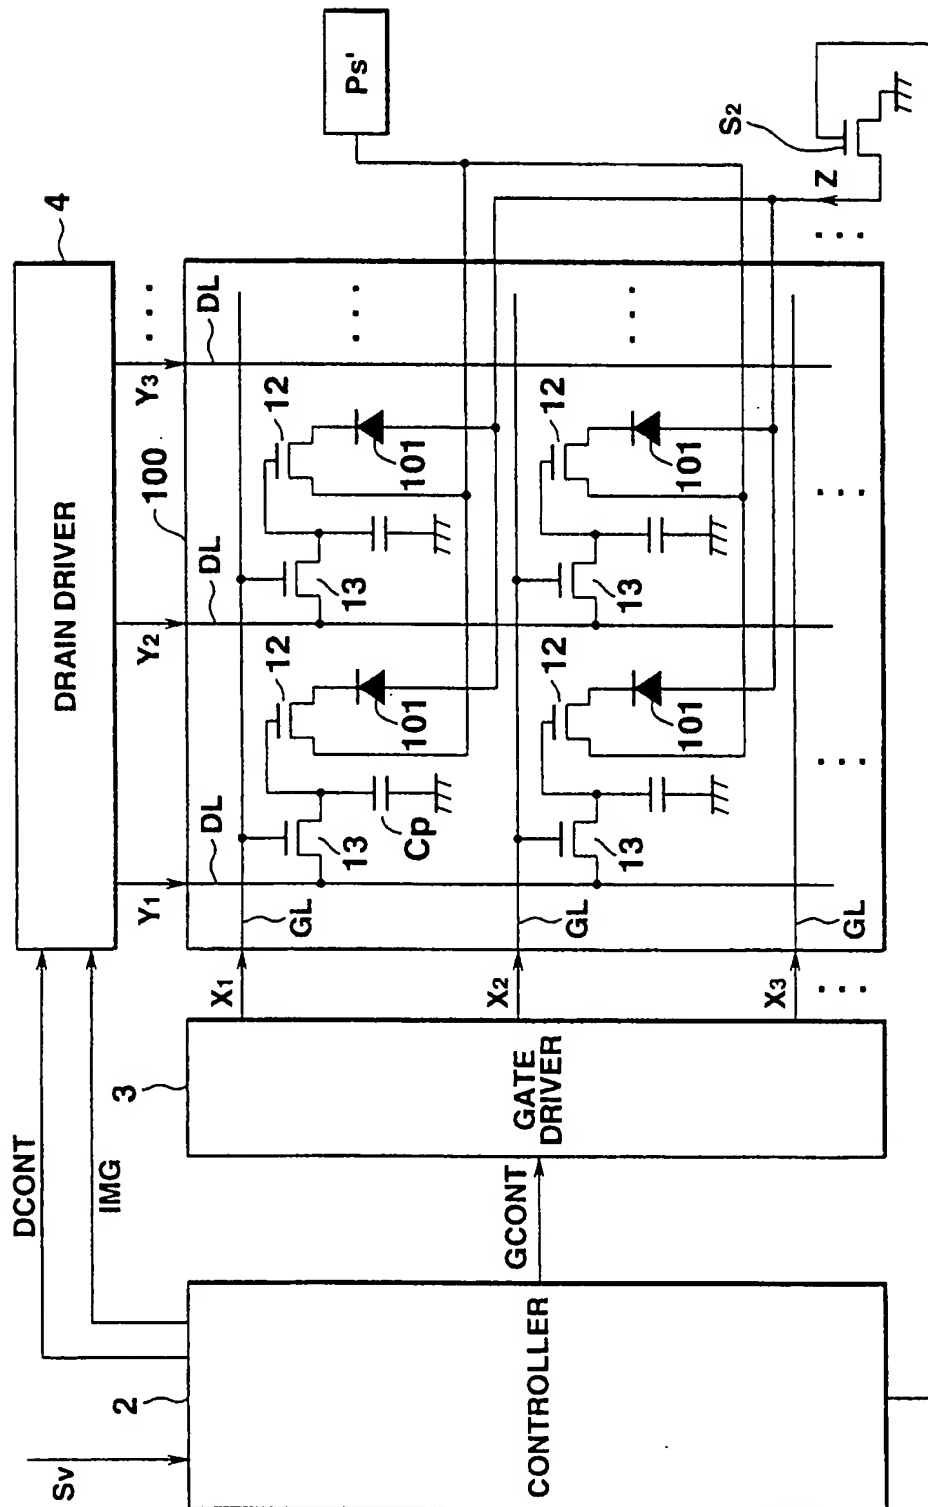 Ps'
S2
Z
4
DRAIN DRIVER
Y1
Y2
Y3
DL
DL
DL
100
12
12
101
101
13
13
Cp
GL
12
12
101
101
13
13
GL
GL
X1
X2
X3
3
GATE
DRIVER
DCONT
IMG
GCONT
2
Sv
CONTROLLER